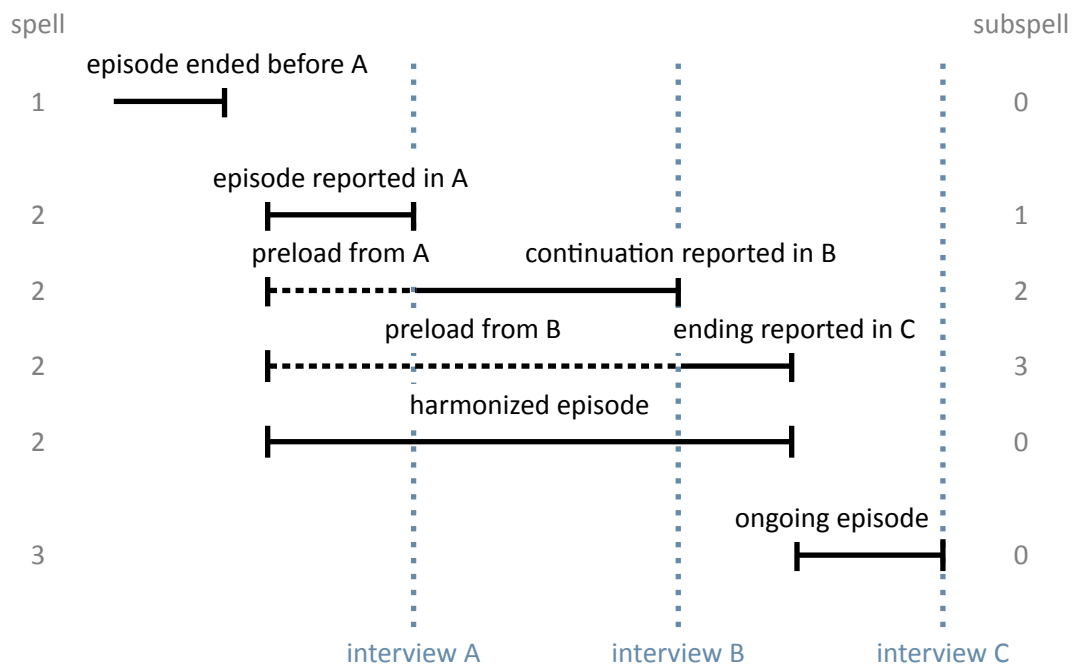 spell subspell
episode ended before A
1 0
episode reported in A
2 1
preload from A continuation reported in B
2 2
preload from B ending reported in C
2 3
harmonized episode
2 0
ongoing episode
3 0
interview A interview B interview C